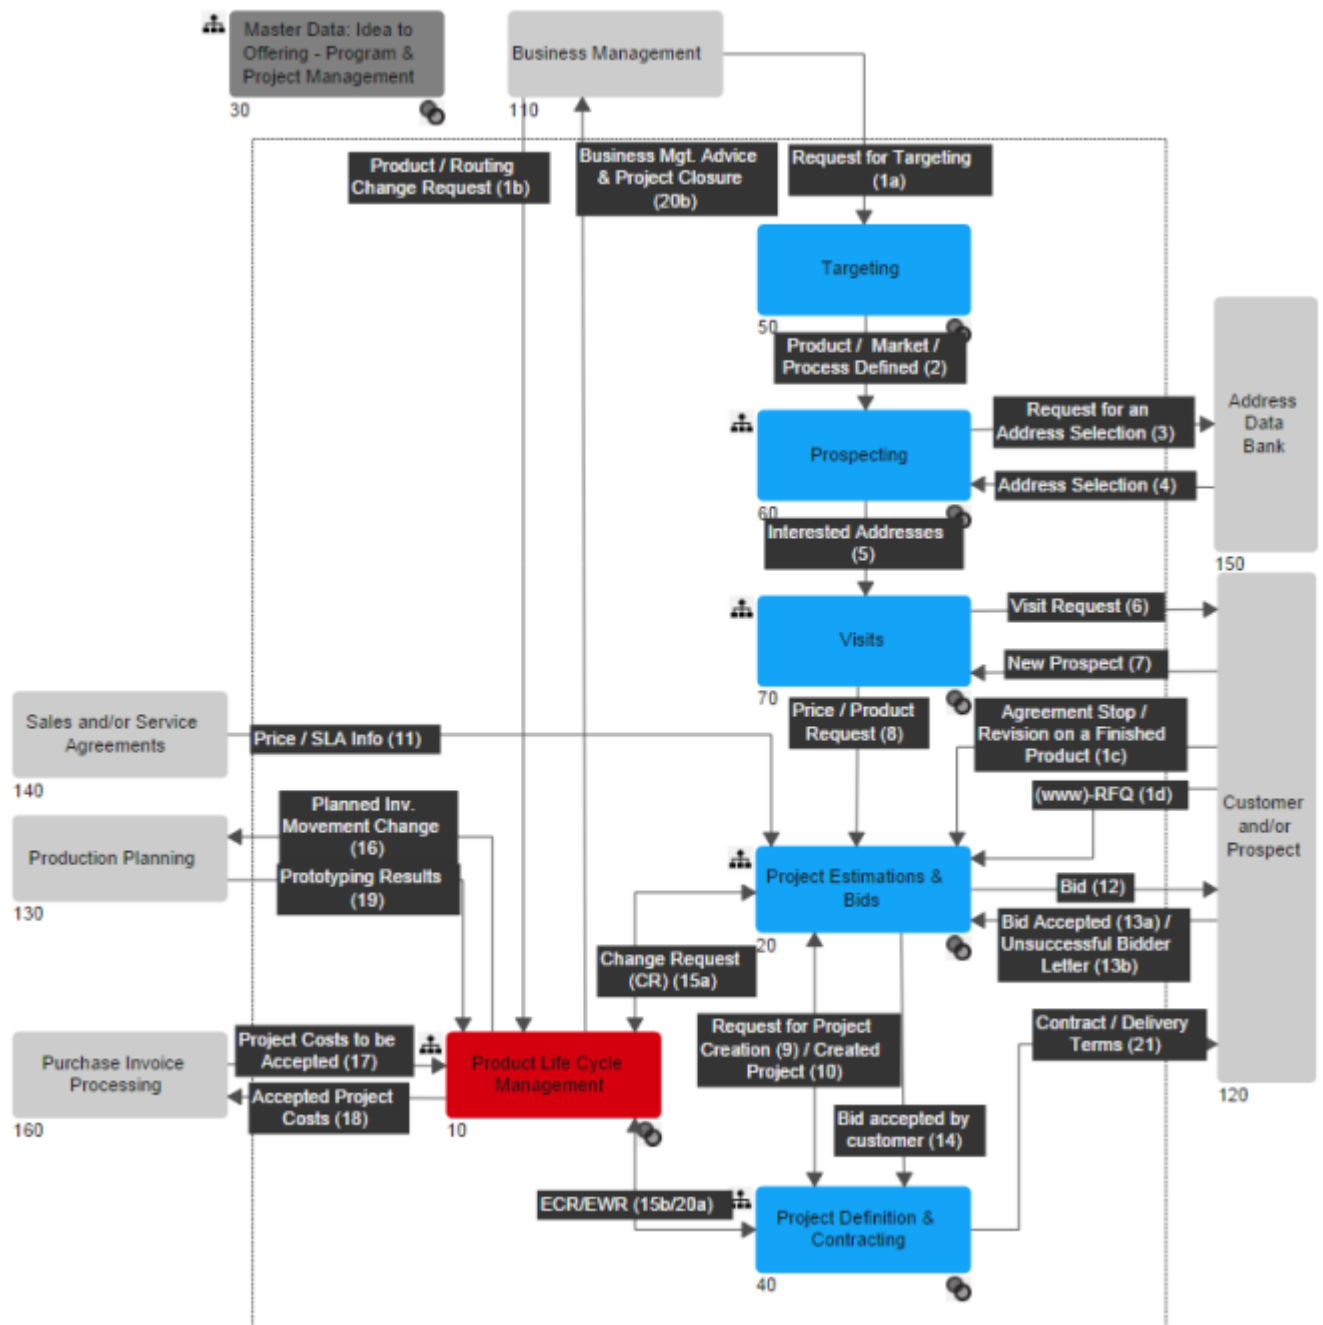 Master Data: Idea to
Offering - Program &
Project Management
30
Business Management
110
Product / Routing
Change Request (1b)
Business Mgt. Advice
& Project Closure
(20b)
Request for Targeting
(1a)
Targeting
50
Product / Market /
Process Defined (2)
Prospecting
60
Request for an
Address Selection (3)
Address Selection (4)
Address
Data
Bank
150
Interested Addresses
(5)
Visits
70
Visit Request (6)
New Prospect (7)
Price / Product
Request (8)
Agreement Stop /
Revision on a Finished
Product (1c)
(www)-RFQ (1d)
Customer
and/or
Prospect
120
Sales and/or Service
Agreements
140
Price / SLA Info (11)
Planned Inv.
Movement Change
(16)
Production Planning
130
Prototyping Results
(19)
Project Estimations &
Bids
20
Bid (12)
Bid Accepted (13a) /
Unsuccessful Bidder
Letter (13b)
Change Request
(CR) (15a)
Request for Project
Creation (9) / Created
Project (10)
Contract / Delivery
Terms (21)
Purchase Invoice
Processing
160
Project Costs to be
Accepted (17)
Accepted Project
Costs (18)
Product Life Cycle
Management
10
Bid accepted by
customer (14)
ECR/EWR (15b/20a)
Project Definition &
Contracting
40